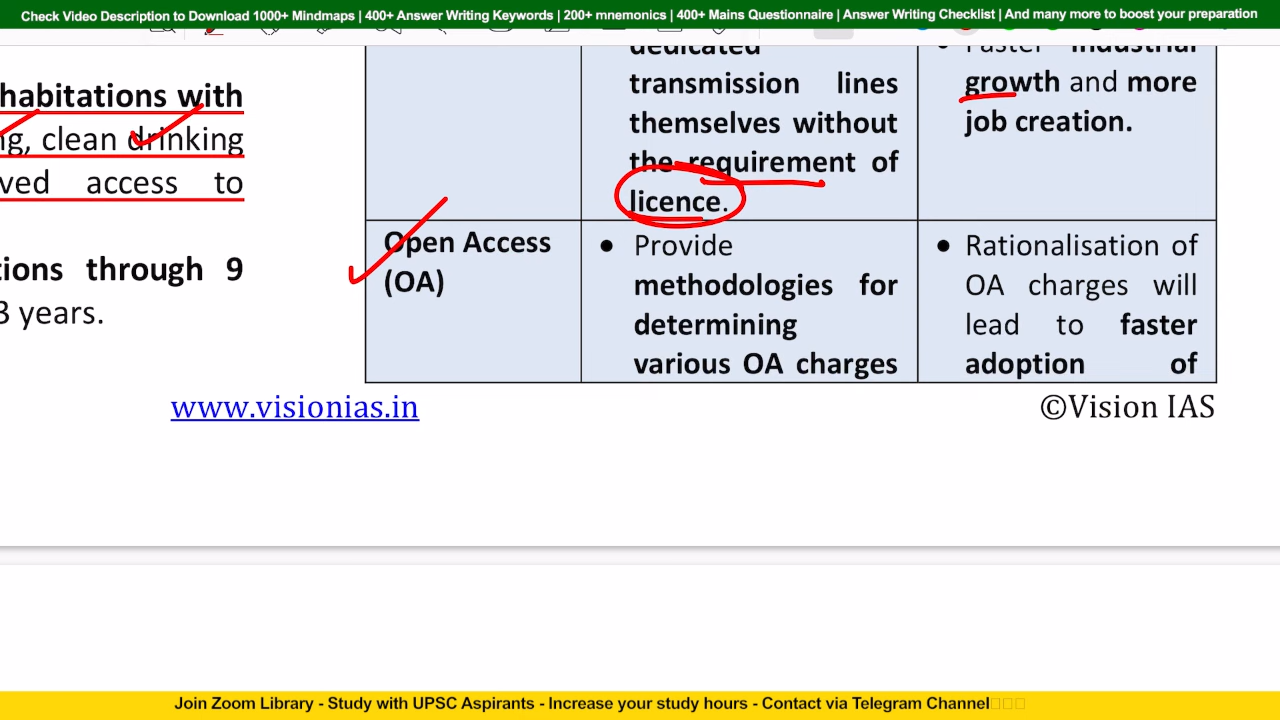 Check Video Description to Download 1000+ Mindmaps | 400+ Answer Writing Keywords | 200+ mnemonics | 400+ Mains Questionnaire | Answer Writing Checklist | And many more to boost your preparation
habitations with
ng, clean drinking
ved access to
tions through 9
3 years.
dedicated
transmission lines
themselves without
the requirement of
licence.
• Faster industrial
growth and more
job creation.
Open Access
(OA)
• Provide
methodologies for
determining
various OA charges
• Rationalisation of
OA charges will
lead to faster
adoption of
www.visionias.in
©Vision IAS
Join Zoom Library - Study with UPSC Aspirants - Increase your study hours - Contact via Telegram Channel